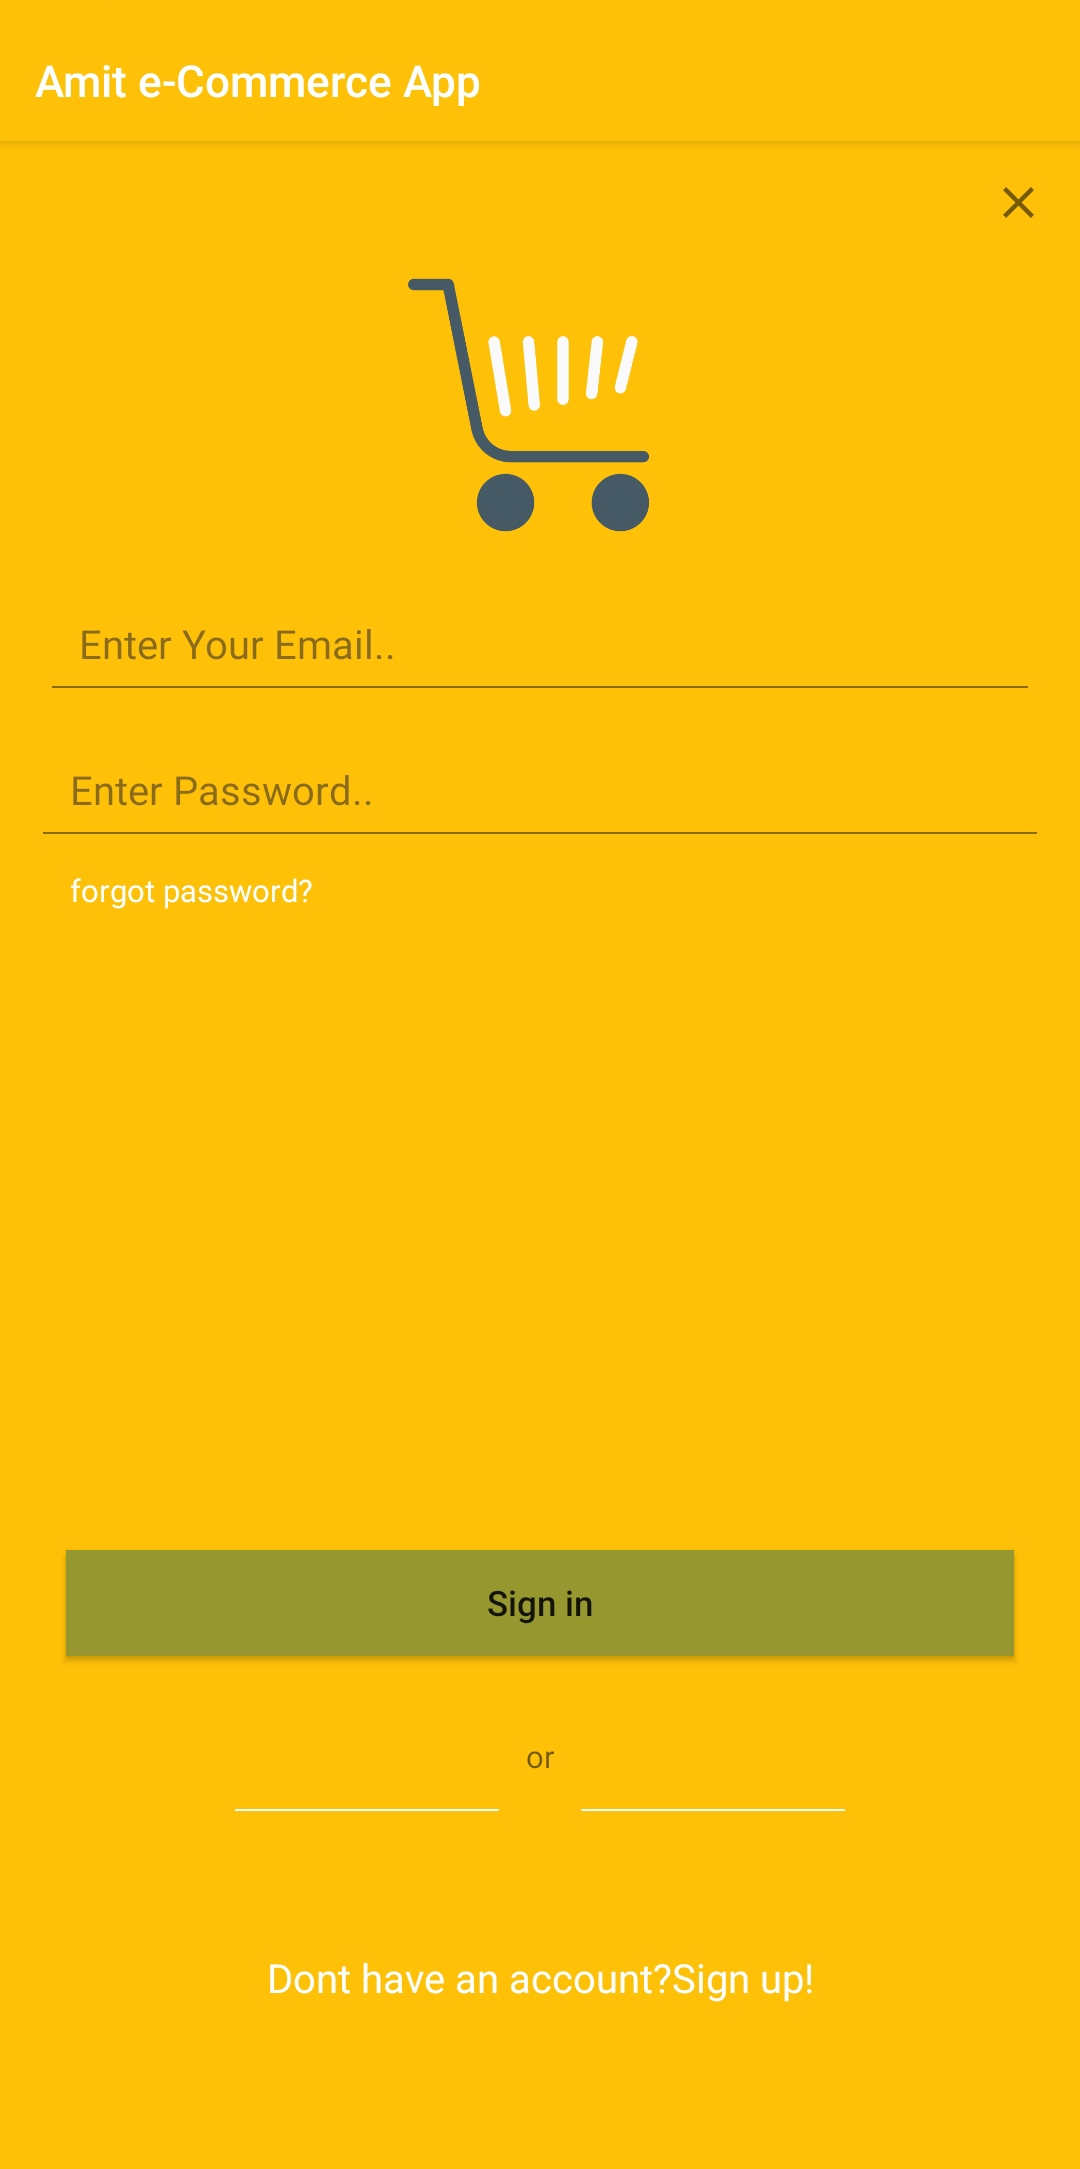 Amit e-Commerce App
Enter Your Email..
Enter Password..
forgot password?
Sign in
or
Dont have an account?Sign up!